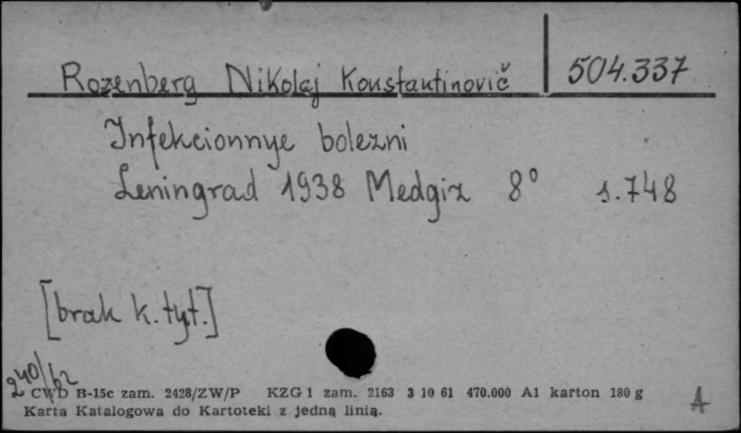 Rozenberg Nikolaj Konstantinovič 504.337
Infekcionnye bolezni
Leningrad 1938 Medgiz 8° s.748
[brak k.tyt.]
240/62
CWD B-15c zam. 2428/ZW/P KZG 1 zam. 2163 3 10 61 470.000 A1 karton 180 g
Karta Katalogowa do Kartoteki z jedną linią.
A